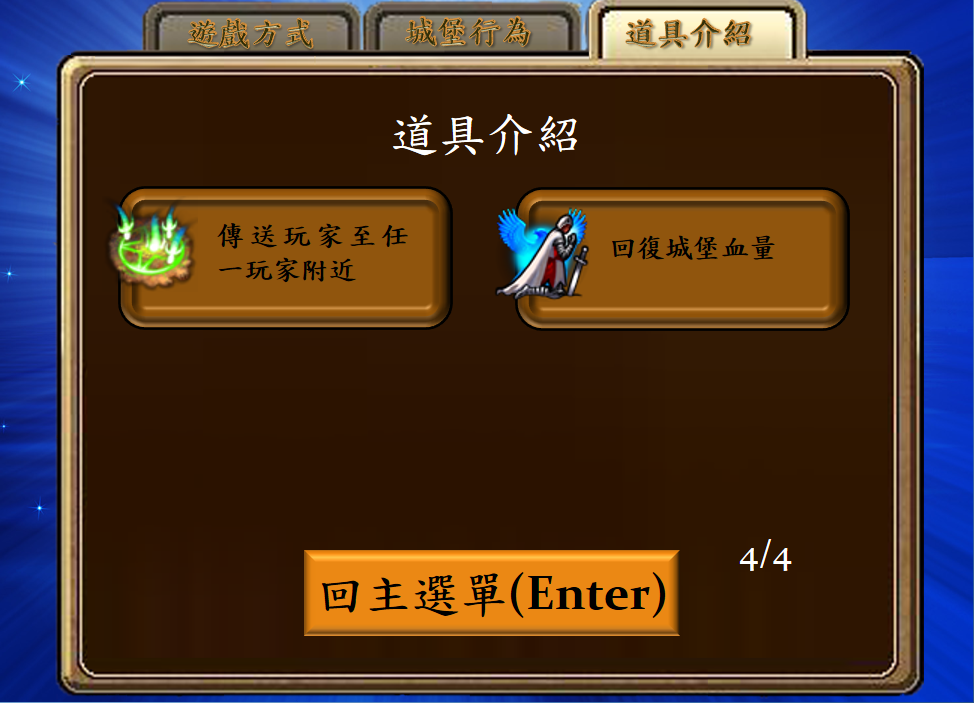 遊戲方式
城堡行為
道具介紹
道具介紹
傳送玩家至任
一玩家附近
回復城堡血量
4/4
回主選單(Enter)